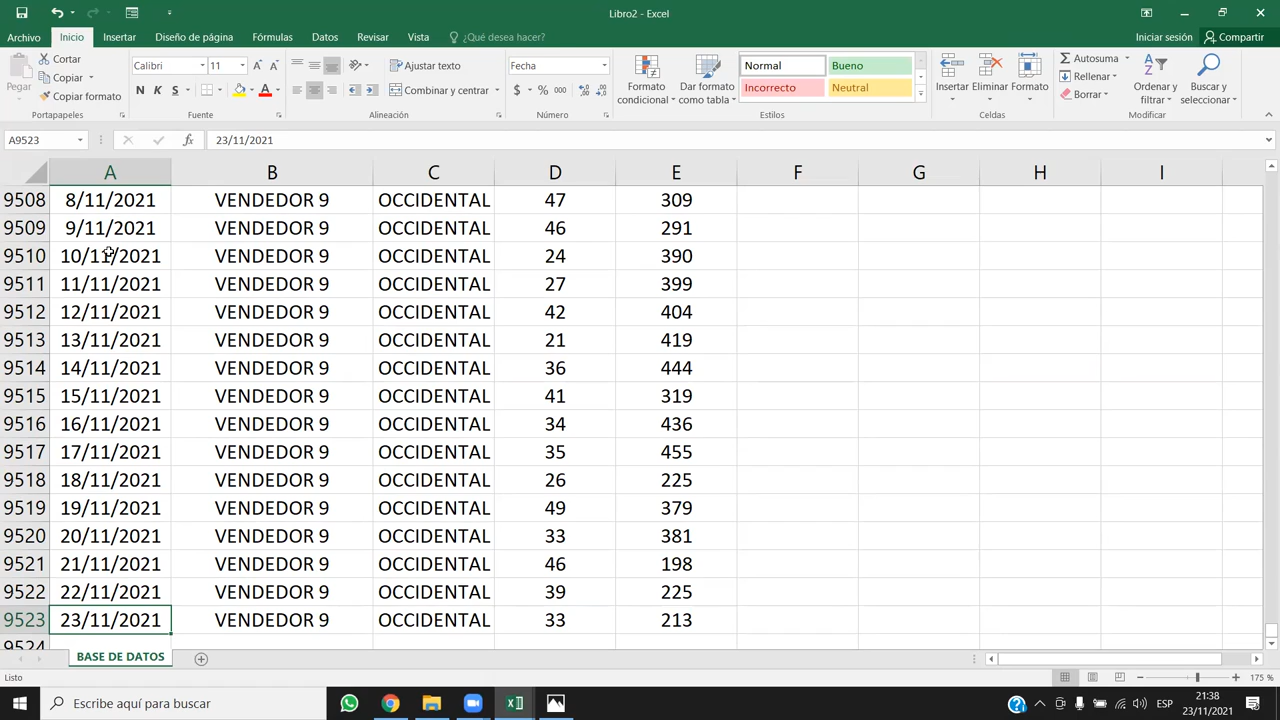 Libro2 - Excel
Archivo Inicio Insertar Diseño de página Fórmulas Datos Revisar Vista ¿Qué desea hacer? Iniciar sesión Compartir
Pegar
Cortar
Copiar
Copiar formato
Portapapeles
Calibri 11
N K S
Fuente
Ajustar texto
Combinar y centrar
Alineación
Fecha
$ % 000
Número
Formato condicional
Dar formato como tabla
Normal Bueno
Incorrecto Neutral
Estilos
Insertar Eliminar Formato
Celdas
Autosuma
Rellenar
Borrar
Ordenar y filtrar
Buscar y seleccionar
Modificar
A9523 fx 23/11/2021
A B C D E F G H I
9508 8/11/2021 VENDEDOR 9 OCCIDENTAL 47 309
9509 9/11/2021 VENDEDOR 9 OCCIDENTAL 46 291
9510 10/11/2021 VENDEDOR 9 OCCIDENTAL 24 390
9511 11/11/2021 VENDEDOR 9 OCCIDENTAL 27 399
9512 12/11/2021 VENDEDOR 9 OCCIDENTAL 42 404
9513 13/11/2021 VENDEDOR 9 OCCIDENTAL 21 419
9514 14/11/2021 VENDEDOR 9 OCCIDENTAL 36 444
9515 15/11/2021 VENDEDOR 9 OCCIDENTAL 41 319
9516 16/11/2021 VENDEDOR 9 OCCIDENTAL 34 436
9517 17/11/2021 VENDEDOR 9 OCCIDENTAL 35 455
9518 18/11/2021 VENDEDOR 9 OCCIDENTAL 26 225
9519 19/11/2021 VENDEDOR 9 OCCIDENTAL 49 379
9520 20/11/2021 VENDEDOR 9 OCCIDENTAL 33 381
9521 21/11/2021 VENDEDOR 9 OCCIDENTAL 46 198
9522 22/11/2021 VENDEDOR 9 OCCIDENTAL 39 225
9523 23/11/2021 VENDEDOR 9 OCCIDENTAL 33 213
9524
BASE DE DATOS
Listo 175 %
Escribe aquí para buscar ESP 21:38
23/11/2021